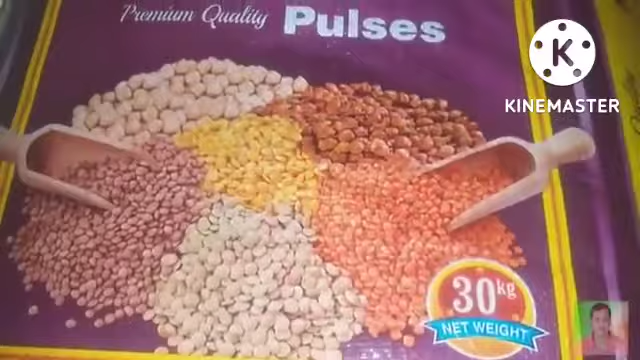 Premium Quality Pulses
K
KINEMASTER
30kg
NET WEIGHT